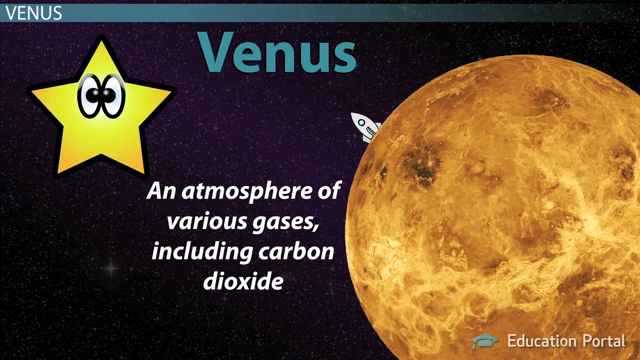 VENUS
Venus
An atmosphere of
various gases,
including carbon
dioxide
Education Portal